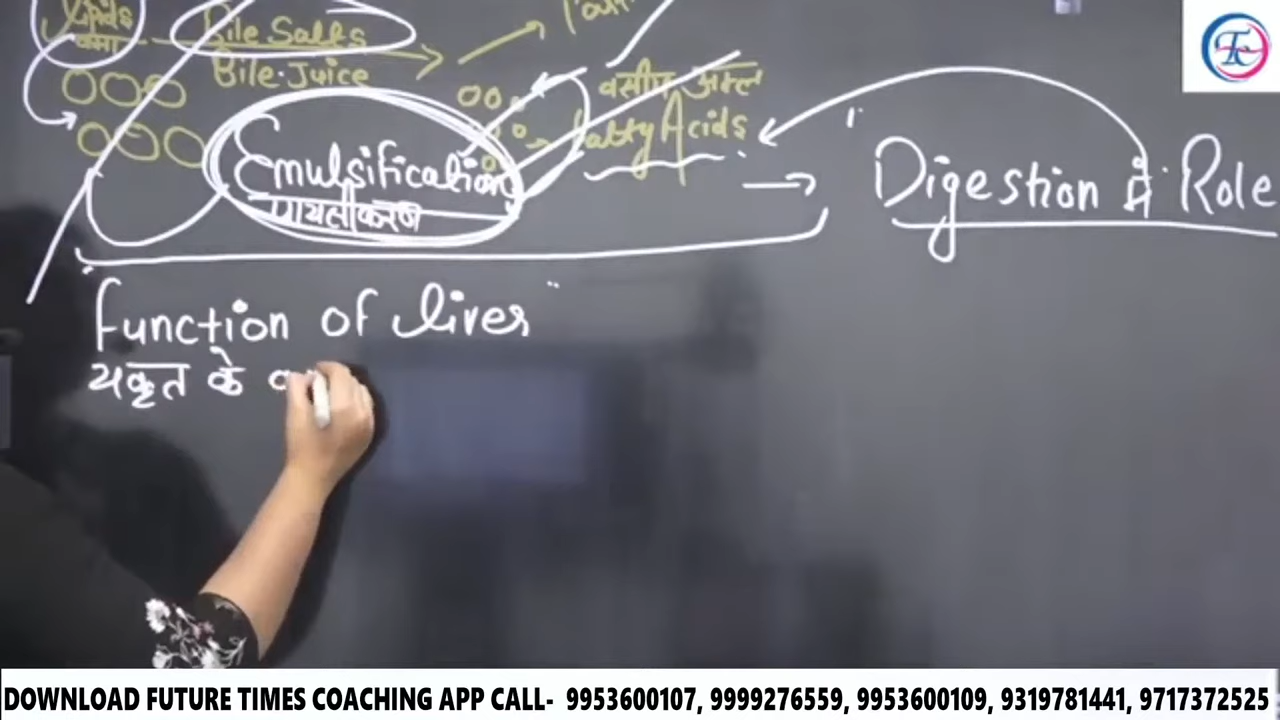 Lipids
वसा
Bile Salts
Bile Juice
वसीय अम्ल
Fatty Acids
Emulsification
पायसीकरण
Digestion में Role
Function of liver
यकृत के
DOWNLOAD FUTURE TIMES COACHING APP CALL- 9953600107, 9999276559, 9953600109, 9319781441, 9717372525